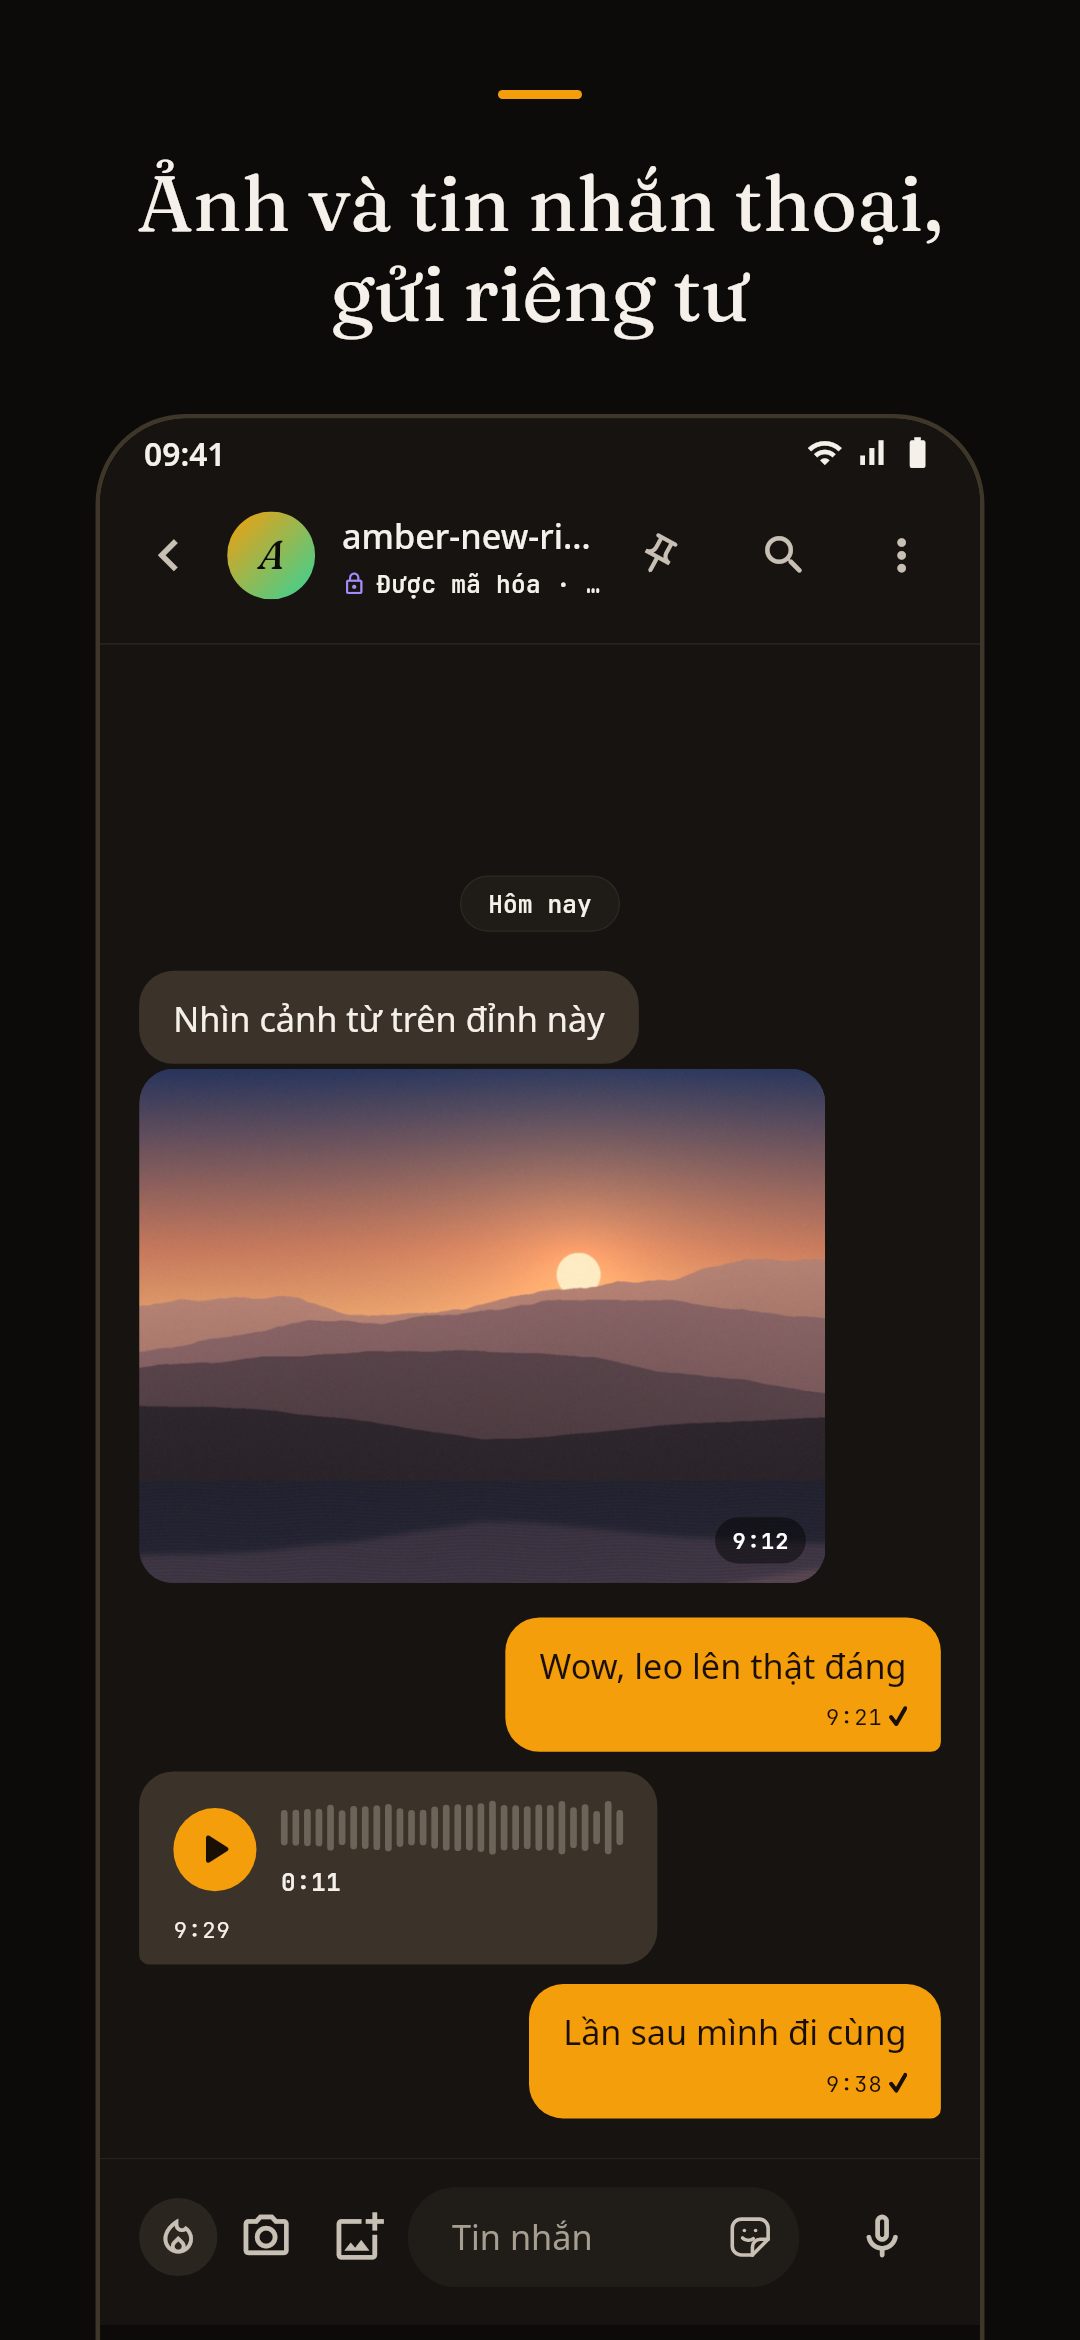 Ảnh và tin nhắn thoại,
gửi riêng tư
09:41
A
amber-new-ri...
Được mã hóa · …
Hôm nay
Nhìn cảnh từ trên đỉnh này
9:12
Wow, leo lên thật đáng
9:21
0:11
9:29
Lần sau mình đi cùng
9:38
Tin nhắn